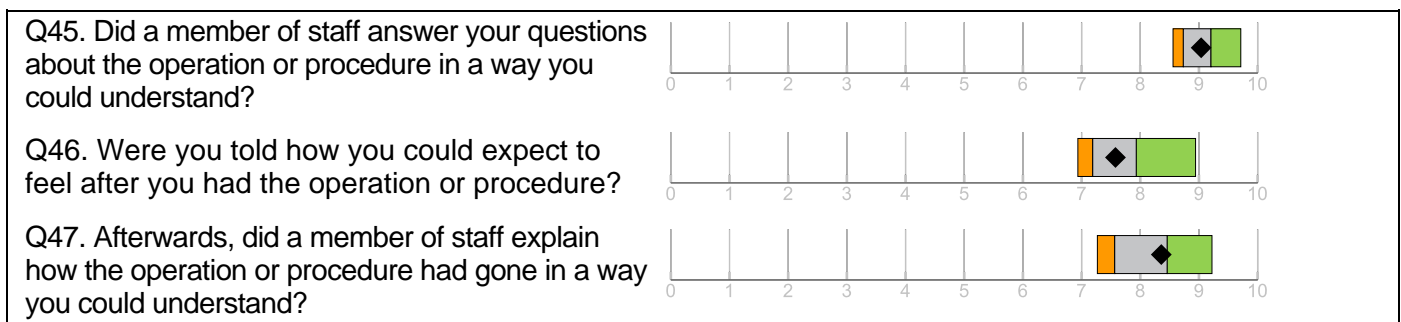 Q45. Did a member of staff answer your questions
about the operation or procedure in a way you
could understand?
0 1 2 3 4 5 6 7 8 9 10
Q46. Were you told how you could expect to
feel after you had the operation or procedure?
0 1 2 3 4 5 6 7 8 9 10
Q47. Afterwards, did a member of staff explain
how the operation or procedure had gone in a way
you could understand?
0 1 2 3 4 5 6 7 8 9 10